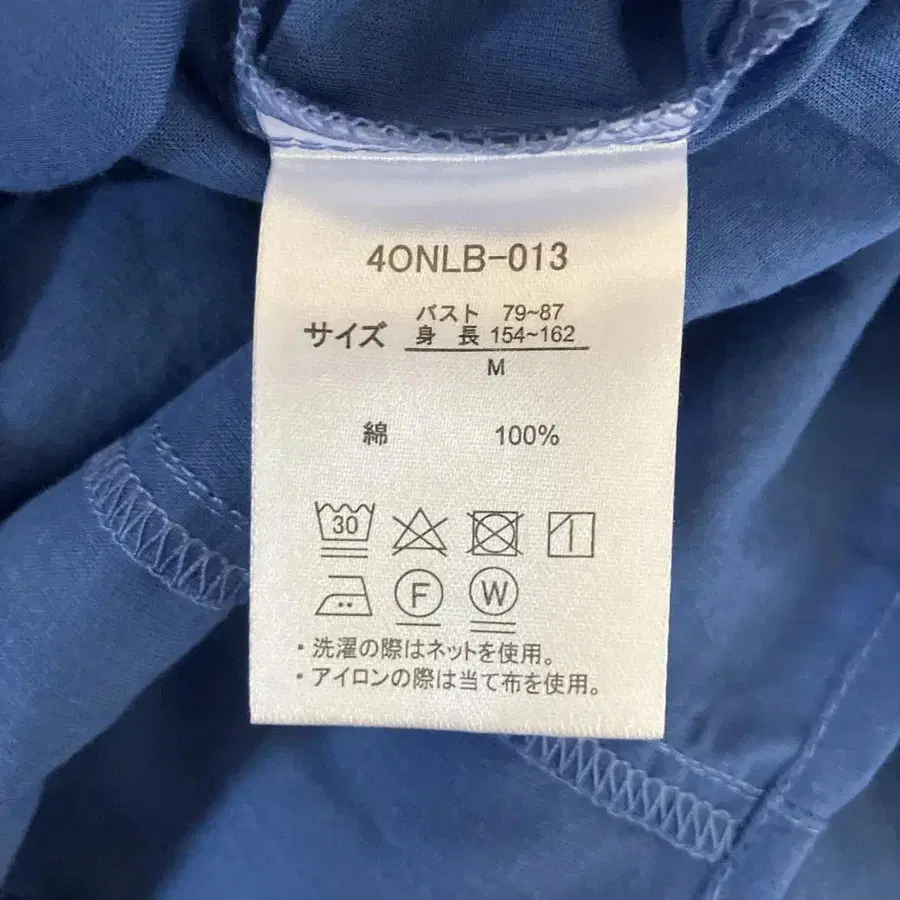 4ONLB-013
バスト 79~87
サイズ 身長 154~162
M
綿 100%
30
F W
・洗濯の際はネットを使用。
・アイロンの際は当て布を使用。